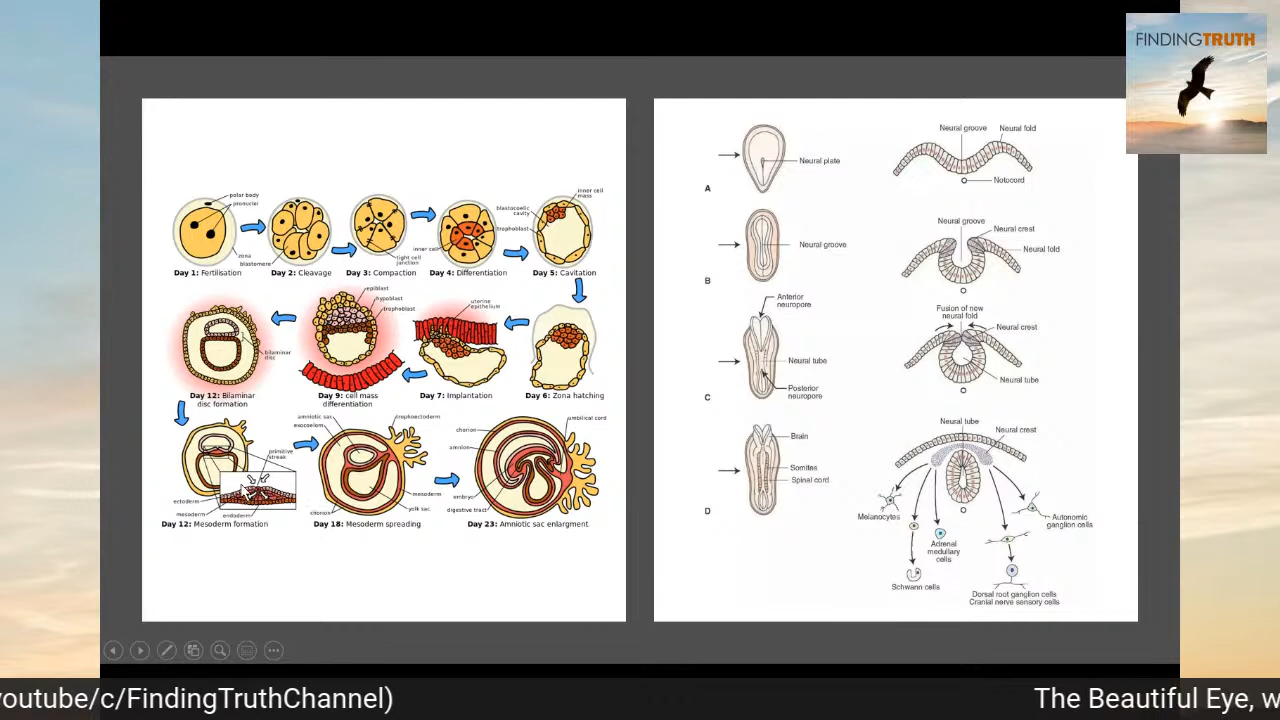 FINDINGTRUTH
polar body
pronuclei
zona
blastomere
tight cell
junction
inner cell
blastocoelic
cavity
trophoblast
inner cell
mass
Day 1: Fertilisation
Day 2: Cleavage
Day 3: Compaction
Day 4: Differentiation
Day 5: Cavitation
bilaminar
disc
epiblast
hypoblast
trophoblast
uterine
epithelium
Day 12: Bilaminar
disc formation
Day 9: cell mass
differentiation
Day 7: Implantation
Day 6: Zona hatching
primitive
streak
ectoderm
mesoderm
endoderm
amniotic sac
exocoelom
trophoectoderm
mesoderm
yolk sac
chorion
chorion
amnion
umbilical cord
embryo
digestive tract
Day 12: Mesoderm formation
Day 18: Mesoderm spreading
Day 23: Amniotic sac enlargment
Neural plate
A
Neural groove
Neural fold
Notocord
Neural groove
B
Neural groove
Neural crest
Neural fold
Anterior
neuropore
Neural tube
Posterior
neuropore
C
Fusion of new
neural fold
Neural crest
Neural tube
Brain
Somites
Spinal cord
D
Neural tube
Neural crest
Melanocytes
Adrenal
medullary
cells
Autonomic
ganglion cells
Schwann cells
Dorsal root ganglion cells
Cranial nerve sensory cells
youtube/c/FindingTruthChannel)
The Beautiful Eye, w